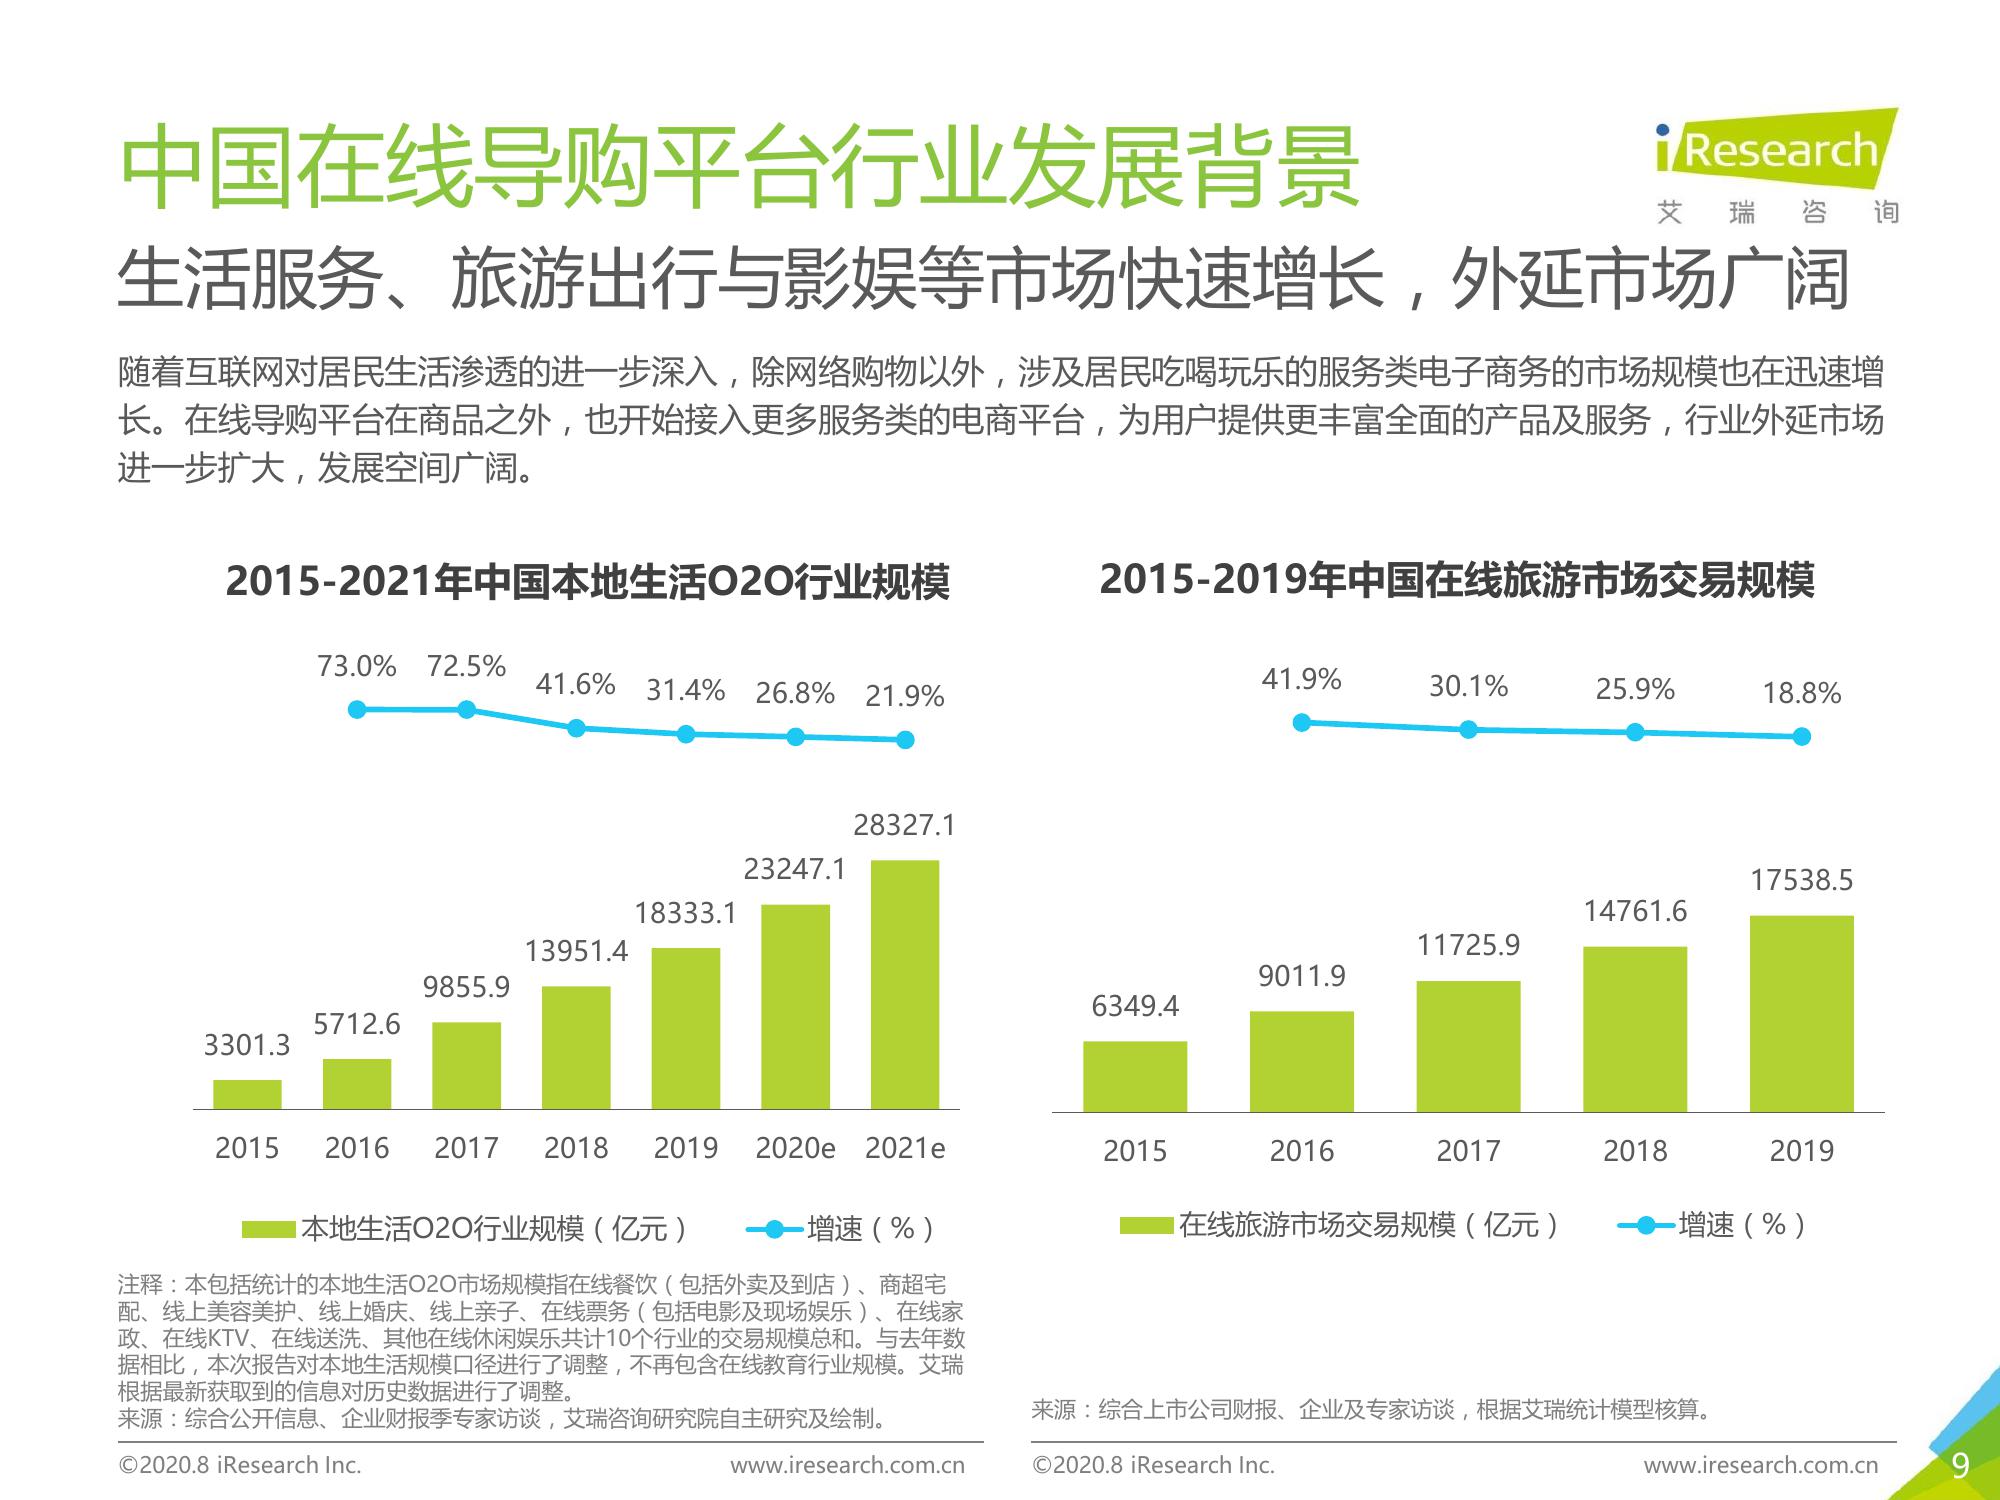 中国在线导购平台行业发展背景
iResearch
艾瑞咨询
生活服务、旅游出行与影娱等市场快速增长，外延市场广阔
随着互联网对居民生活渗透的进一步深入，除网络购物以外，涉及居民吃喝玩乐的服务类电子商务的市场规模也在迅速增
长。在线导购平台在商品之外，也开始接入更多服务类的电商平台，为用户提供更丰富全面的产品及服务，行业外延市场
进一步扩大，发展空间广阔。
2015-2021年中国本地生活O2O行业规模
73.0% 72.5% 41.6% 31.4% 26.8% 21.9%
3301.3 5712.6 9855.9 13951.4 18333.1 23247.1 28327.1
2015 2016 2017 2018 2019 2020e 2021e
本地生活O2O行业规模（亿元） 增速（%）
注释：本包括统计的本地生活O2O市场规模指在线餐饮（包括外卖及到店）、商超宅
配、线上美容美护、线上婚庆、线上亲子、在线票务（包括电影及现场娱乐）、在线家
政、在线KTV、在线送洗、其他在线休闲娱乐共计10个行业的交易规模总和。与去年数
据相比，本次报告对本地生活规模口径进行了调整，不再包含在线教育行业规模。艾瑞
根据最新获取到的信息对历史数据进行了调整。
来源：综合公开信息、企业财报季专家访谈，艾瑞咨询研究院自主研究及绘制。
©2020.8 iResearch Inc. www.iresearch.com.cn
2015-2019年中国在线旅游市场交易规模
41.9% 30.1% 25.9% 18.8%
6349.4 9011.9 11725.9 14761.6 17538.5
2015 2016 2017 2018 2019
在线旅游市场交易规模（亿元） 增速（%）
来源：综合上市公司财报、企业及专家访谈，根据艾瑞统计模型核算。
©2020.8 iResearch Inc. www.iresearch.com.cn
9